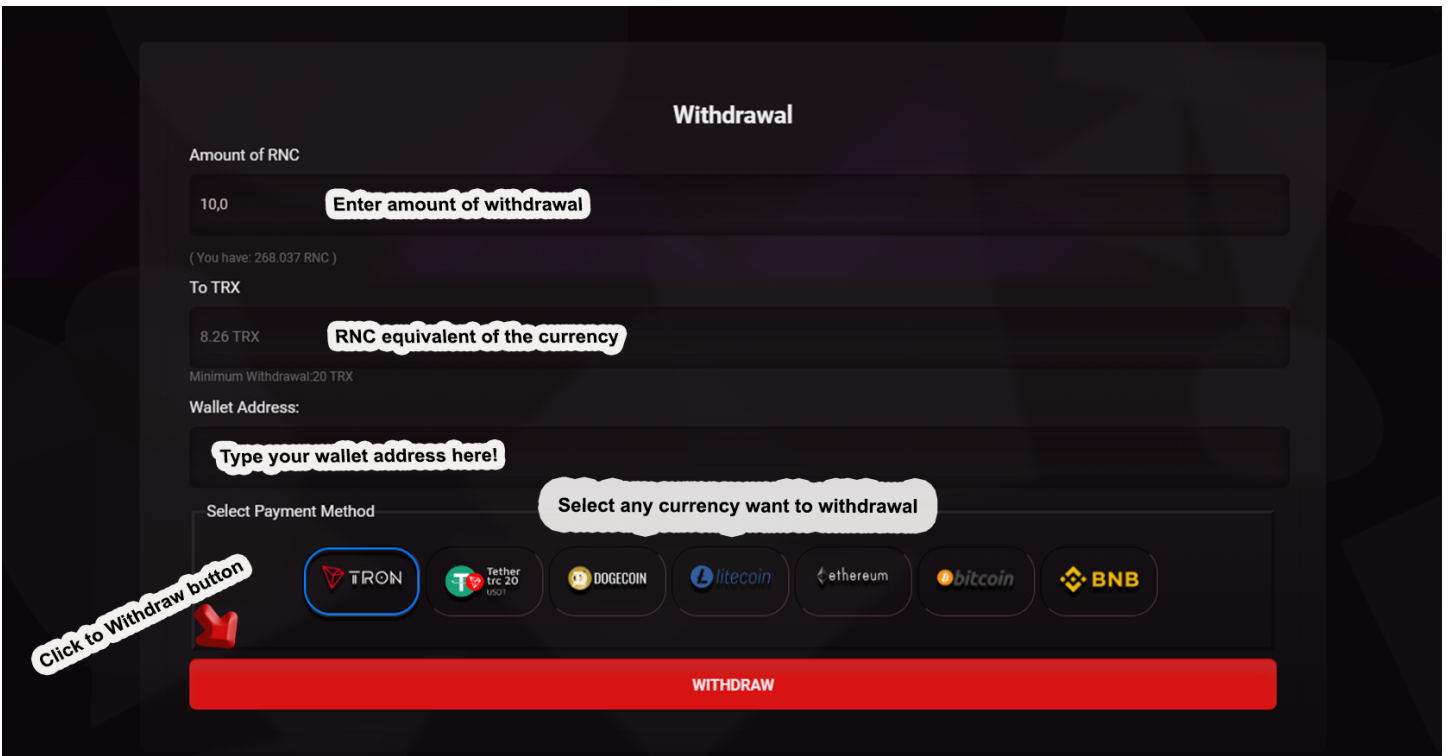 Withdrawal
Amount of RNC
10,0
Enter amount of withdrawal
( You have: 268.037 RNC )
To TRX
8.26 TRX
RNC equivalent of the currency
Minimum Withdrawal:20 TRX
Wallet Address:
Type your wallet address here!
Select Payment Method
Select any currency want to withdrawal
TRON
Tether
trc 20
USDT
DOGECOIN
litecoin
ethereum
bitcoin
BNB
Click to Withdraw button
WITHDRAW